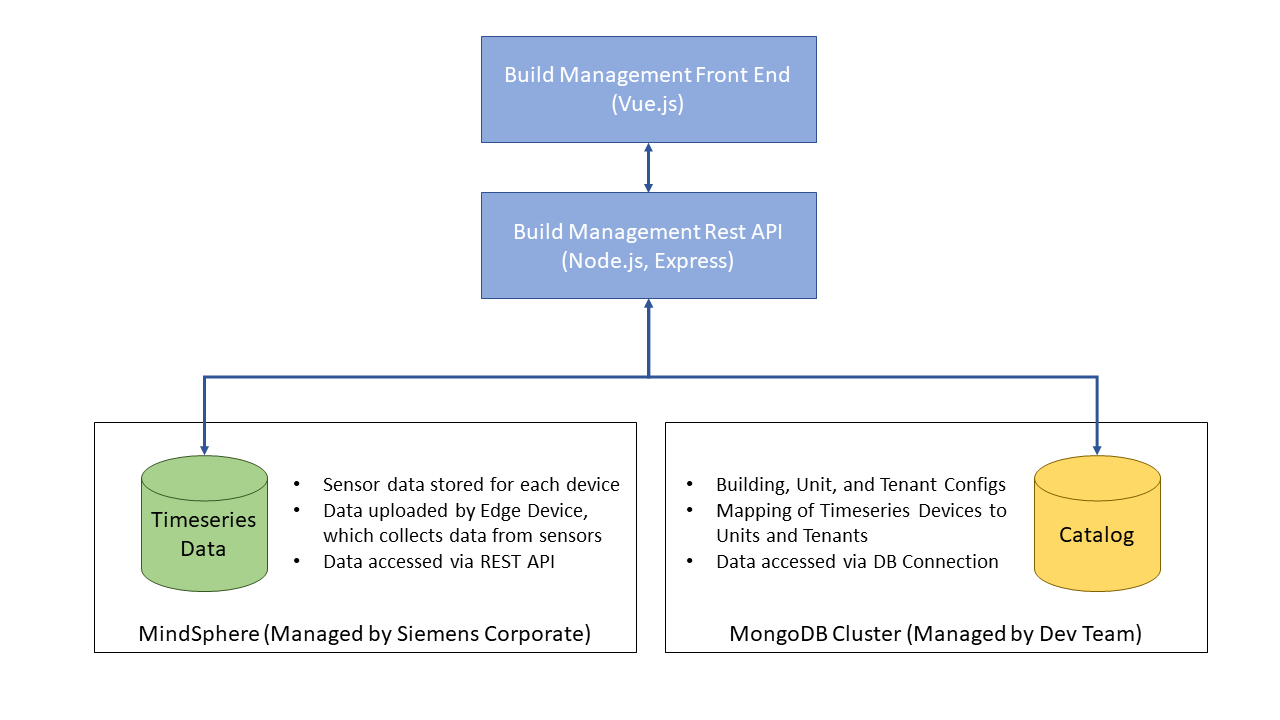 Build Management Front End
(Vue.js)
Build Management Rest API
(Node.js, Express)
Timeseries
Data
• Sensor data stored for each device
• Data uploaded by Edge Device,
which collects data from sensors
• Data accessed via REST API
MindSphere (Managed by Siemens Corporate)
• Building, Unit, and Tenant Configs
• Mapping of Timeseries Devices to
Units and Tenants
• Data accessed via DB Connection
Catalog
MongoDB Cluster (Managed by Dev Team)